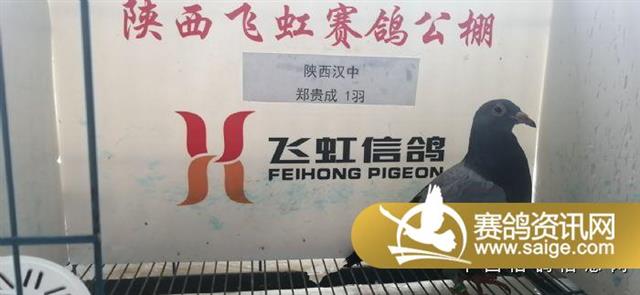 陕西飞虹赛鸽公棚
陕西汉中
郑贵成 1羽
飞虹信鸽
FEIHONG PIGEON
赛鸽资讯网
www.saige.com